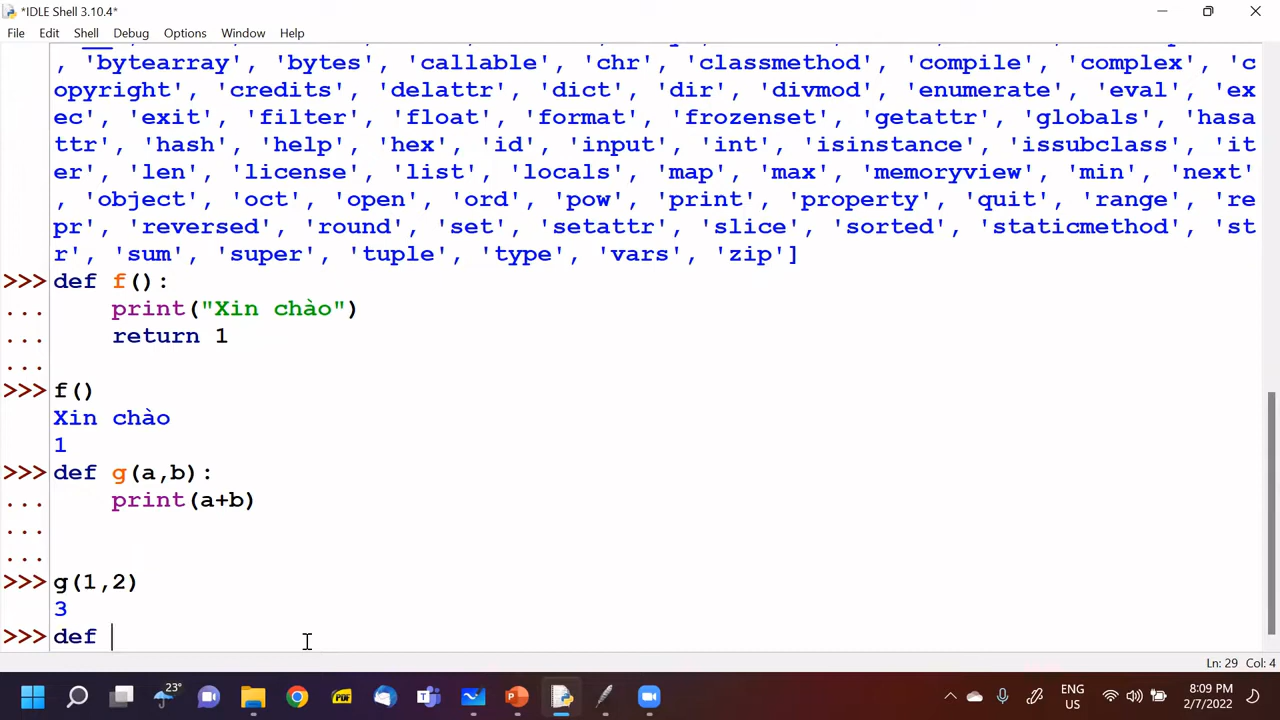 *IDLE Shell 3.10.4*
File Edit Shell Debug Options Window Help
, 'bytearray', 'bytes', 'callable', 'chr', 'classmethod', 'compile', 'complex', 'c
opyright', 'credits', 'delattr', 'dict', 'dir', 'divmod', 'enumerate', 'eval', 'ex
ec', 'exit', 'filter', 'float', 'format', 'frozenset', 'getattr', 'globals', 'hasa
ttr', 'hash', 'help', 'hex', 'id', 'input', 'int', 'isinstance', 'issubclass', 'it
er', 'len', 'license', 'list', 'locals', 'map', 'max', 'memoryview', 'min', 'next'
, 'object', 'oct', 'open', 'ord', 'pow', 'print', 'property', 'quit', 'range', 're
pr', 'reversed', 'round', 'set', 'setattr', 'slice', 'sorted', 'staticmethod', 'st
r', 'sum', 'super', 'tuple', 'type', 'vars', 'zip']
>>> def f():
... print("Xin chào")
... return 1
...
>>> f()
Xin chào
1
>>> def g(a,b):
... print(a+b)
...
...
>>> g(1,2)
3
>>> def
Ln: 29 Col: 4
23°
PDF
ENG
US
8:09 PM
2/7/2022